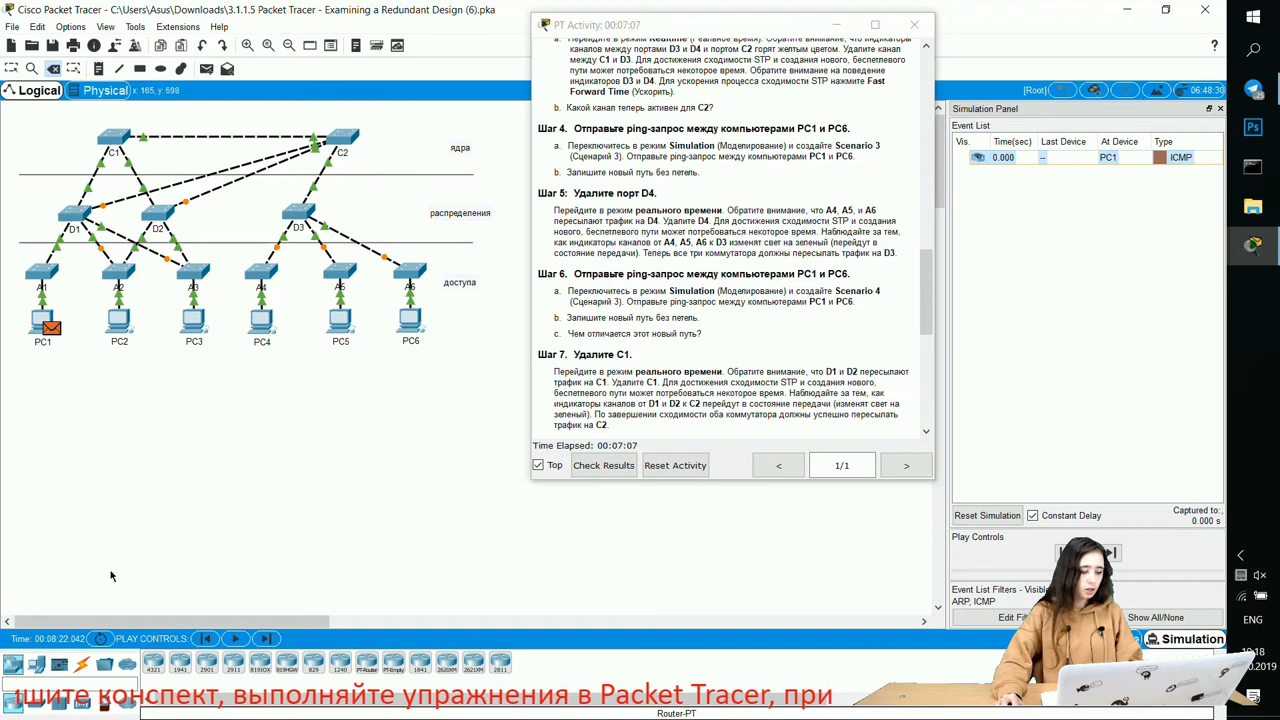 Cisco Packet Tracer - C:\Users\Asus\Downloads\3.1.1.5 Packet Tracer - Examining a Redundant Design (6).pka
File Edit Options View Tools Extensions Help
Logical Physical x: 165, y: 698
[Root] 06:48:30
C1
C2
ядра
D1
D2
D3
распределения
A1 A2 A3 A4 A5 A6
доступа
PC1 PC2 PC3 PC4 PC5 PC6
PT Activity: 00:07:07
a. Перейдите в режим Realtime (Реальное время). Обратите внимание, что индикаторы
каналов между портами D3 и D4 и портом C2 горят желтым цветом. Удалите канал
между C1 и D3. Для достижения сходимости STP и создания нового, беспетлевого
пути может потребоваться некоторое время. Обратите внимание на поведение
индикаторов D3 и D4. Для ускорения процесса сходимости STP нажмите Fast
Forward Time (Ускорить).
b. Какой канал теперь активен для C2?
Шаг 4. Отправьте ping-запрос между компьютерами PC1 и PC6.
a. Переключитесь в режим Simulation (Моделирование) и создайте Scenario 3
(Сценарий 3). Отправьте ping-запрос между компьютерами PC1 и PC6.
b. Запишите новый путь без петель.
Шаг 5: Удалите порт D4.
Перейдите в режим реального времени. Обратите внимание, что A4, A5, и A6
пересылают трафик на D4. Удалите D4. Для достижения сходимости STP и создания
нового, беспетлевого пути может потребоваться некоторое время. Наблюдайте за тем,
как индикаторы каналов от A4, A5, A6 к D3 изменят свет на зеленый (перейдут в
состояние передачи). Теперь все три коммутатора должны пересылать трафик на D3.
Шаг 6. Отправьте ping-запрос между компьютерами PC1 и PC6.
a. Переключитесь в режим Simulation (Моделирование) и создайте Scenario 4
(Сценарий 3). Отправьте ping-запрос между компьютерами PC1 и PC6.
b. Запишите новый путь без петель.
c. Чем отличается этот новый путь?
Шаг 7. Удалите C1.
Перейдите в режим реального времени. Обратите внимание, что D1 и D2 пересылают
трафик на C1. Удалите C1. Для достижения сходимости STP и создания нового,
беспетлевого пути может потребоваться некоторое время. Наблюдайте за тем, как
индикаторы каналов от D1 и D2 к C2 перейдут в состояние передачи (изменят свет на
зеленый). По завершении сходимости оба коммутатора должны успешно пересылать
трафик на C2.
Time Elapsed: 00:07:07
Top Check Results Reset Activity < 1/1 >
Simulation Panel
Event List
Vis. Time(sec) Last Device At Device Type
0.000 -- PC1 ICMP
Reset Simulation Constant Delay
Captured to:
0.000 s
Play Controls
Event List Filters - Visible
ARP, ICMP
Show All/None
Time: 00:08:22.042 PLAY CONTROLS:
Simulation
4321 1941 2901 2911 819IOX 819HGW 829 1240 PT-Router PT-Empty 1841 2620XM 2621XM 2811
Router-PT
ишите конспект, выполняйте упражнения в Packet Tracer, при
ENG